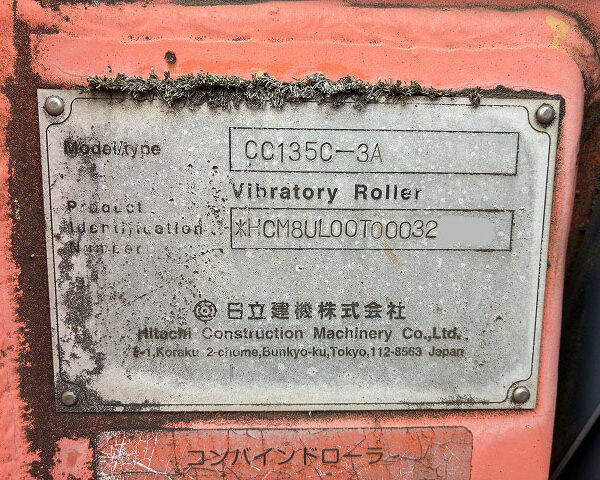 Model/type CC135C-3A
Vibratory Roller
Product
Identification *HCM8UL00T00032
Number
日立建機株式会社
Hitachi Construction Machinery Co.,Ltd.
5-1,Koraku 2-chome,Bunkyo-ku,Tokyo,112-8563 Japan
コンバインドローラー